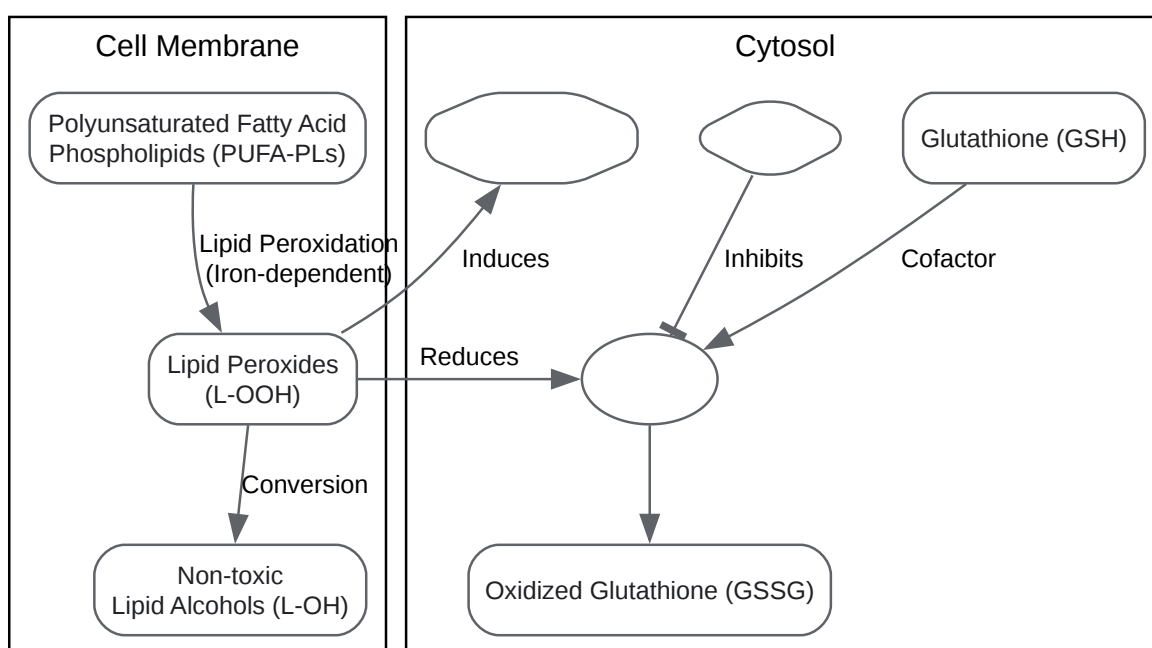 Cell Membrane
Polyunsaturated Fatty Acid
Phospholipids (PUFA-PLs)
Lipid Peroxidation
(Iron-dependent)
Lipid Peroxides
(L-OOH)
Conversion
Non-toxic
Lipid Alcohols (L-OH)
Cytosol
Glutathione (GSH)
Induces
Inhibits
Cofactor
Reduces
Oxidized Glutathione (GSSG)